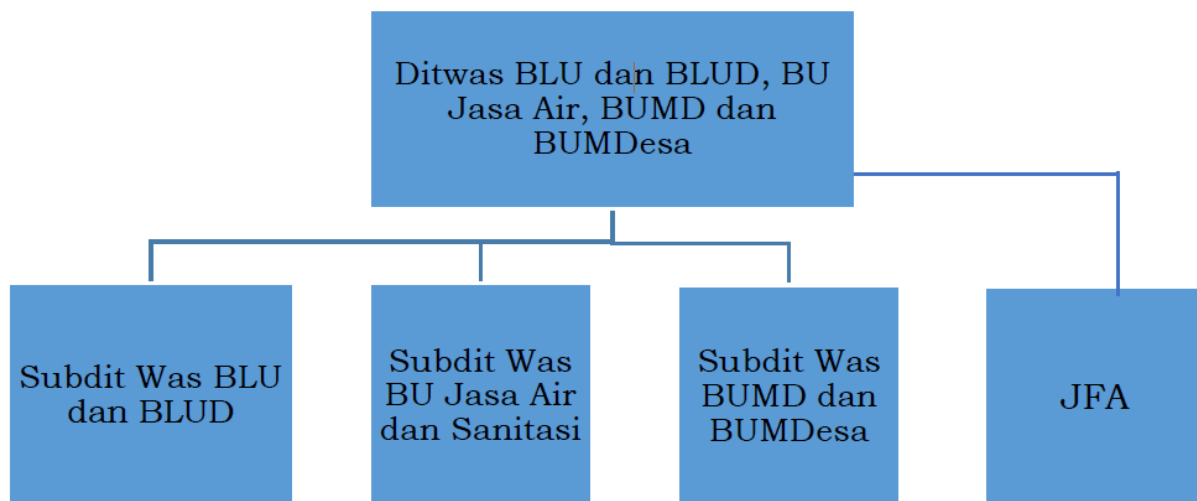 Ditwas BLU dan BLUD, BU
Jasa Air, BUMD dan
BUMDesa
Subdit Was BLU
dan BLUD
Subdit Was
BU Jasa Air
dan Sanitasi
Subdit Was
BUMD dan
BUMDesa
JFA